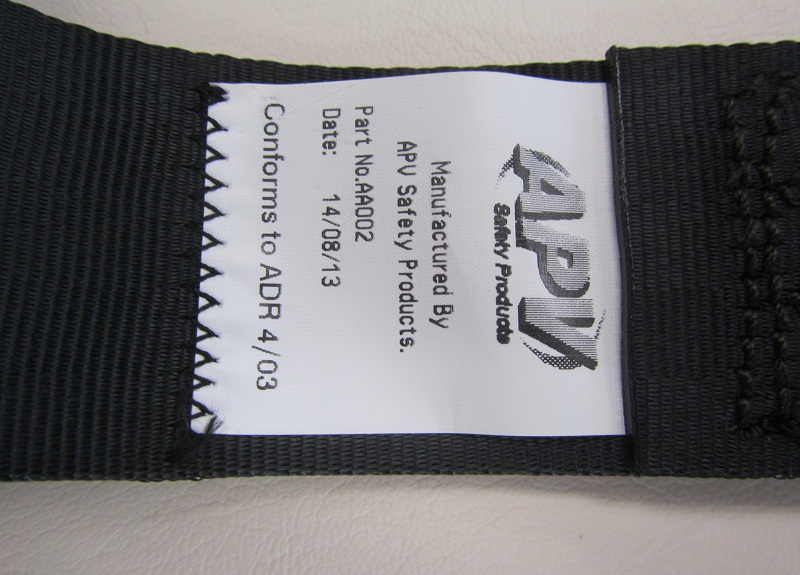 APV
Safety Products
Manufactured By
APV Safety Products.
Part No.AA002
Date: 14/08/13
Conforms to ADR 4/03